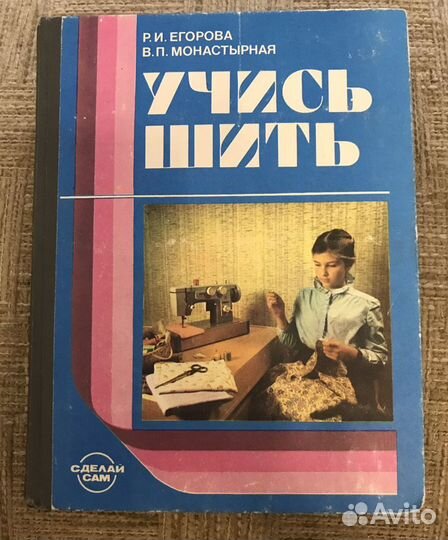 Р. И. ЕГОРОВА
В. П. МОНАСТЫРНАЯ
УЧИСЬ
ШИТЬ
СДЕЛАЙ
САМ
Avito